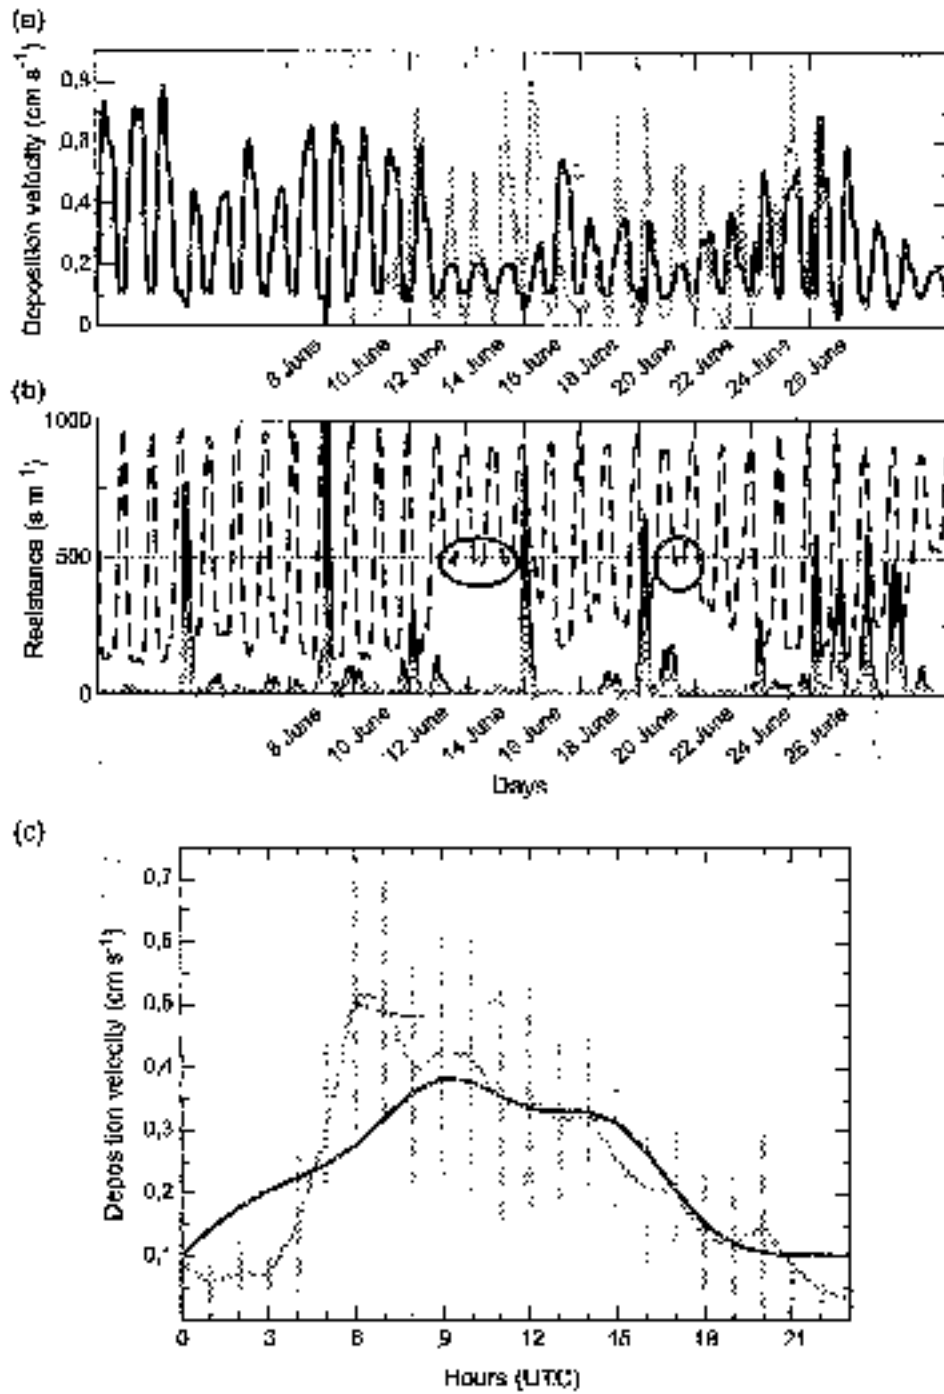 (a)
Deposition velocity (cm s-1)
0,8
0,4
0,2
0
8 June
10 June
12 June
14 June
16 June
18 June
20 June
22 June
24 June
26 June
(b)
Resistance (s m-1)
1000
500
0
8 June
10 June
12 June
14 June
16 June
18 June
20 June
22 June
24 June
26 June
Days
(c)
Deposition velocity (cm s-1)
0,7
0,6
0,5
0,4
0,3
0,2
0,1
0
3
6
9
12
15
18
21
Hours (UTC)